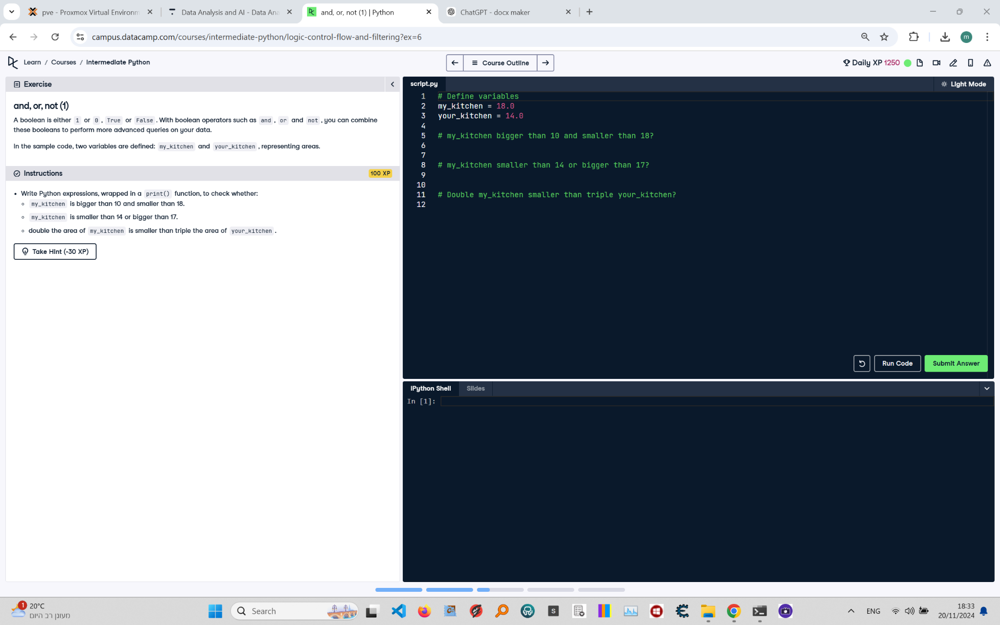 pve - Proxmox Virtual Environm
Data Analysis and AI - Data Ana
and, or, not (1) | Python
ChatGPT - docx maker
campus.datacamp.com/courses/intermediate-python/logic-control-flow-and-filtering?ex=6
m
Learn / Courses / Intermediate Python
Course Outline
Daily XP 1250
Exercise
and, or, not (1)
A boolean is either 1 or 0, True or False. With boolean operators such as and, or and not, you can combine
these booleans to perform more advanced queries on your data.
In the sample code, two variables are defined: my_kitchen and your_kitchen, representing areas.
Instructions
100 XP
• Write Python expressions, wrapped in a print() function, to check whether:
◦ my_kitchen is bigger than 10 and smaller than 18.
◦ my_kitchen is smaller than 14 or bigger than 17.
◦ double the area of my_kitchen is smaller than triple the area of your_kitchen.
Take Hint (-30 XP)
script.py
Light Mode
1 # Define variables
2 my_kitchen = 18.0
3 your_kitchen = 14.0
4
5 # my_kitchen bigger than 10 and smaller than 18?
6
7
8 # my_kitchen smaller than 14 or bigger than 17?
9
10
11 # Double my_kitchen smaller than triple your_kitchen?
12
Run Code
Submit Answer
IPython Shell
Slides
In [1]:
1
20°C
מעונן רב היום
Search
S
ENG
18:33
20/11/2024